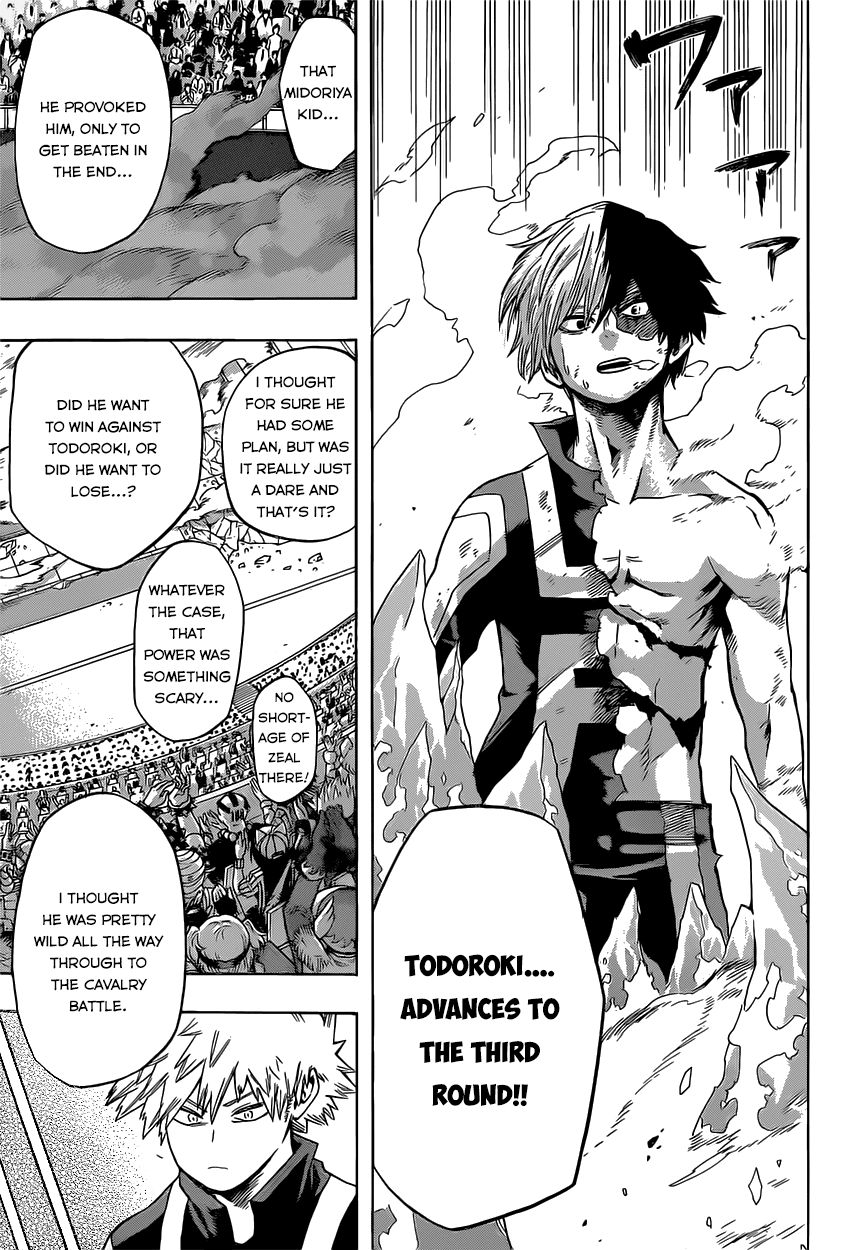 ワァァァ
TODOROKI....
ADVANCES TO
THE THIRD
ROUND!!
THAT
MIDORIYA
KID...
HE PROVOKED
HIM, ONLY TO
GET BEATEN IN
THE END...
I THOUGHT
FOR SURE HE
HAD SOME
PLAN, BUT WAS
IT REALLY JUST
A DARE AND
THAT'S IT?
DID HE WANT
TO WIN AGAINST
TODOROKI, OR
DID HE WANT TO
LOSE...?
WHATEVER
THE CASE,
THAT
POWER WAS
SOMETHING
SCARY...
NO
SHORT-
AGE OF
ZEAL
THERE!
I THOUGHT
HE WAS PRETTY
WILD ALL THE WAY
THROUGH TO
THE CAVALRY
BATTLE.